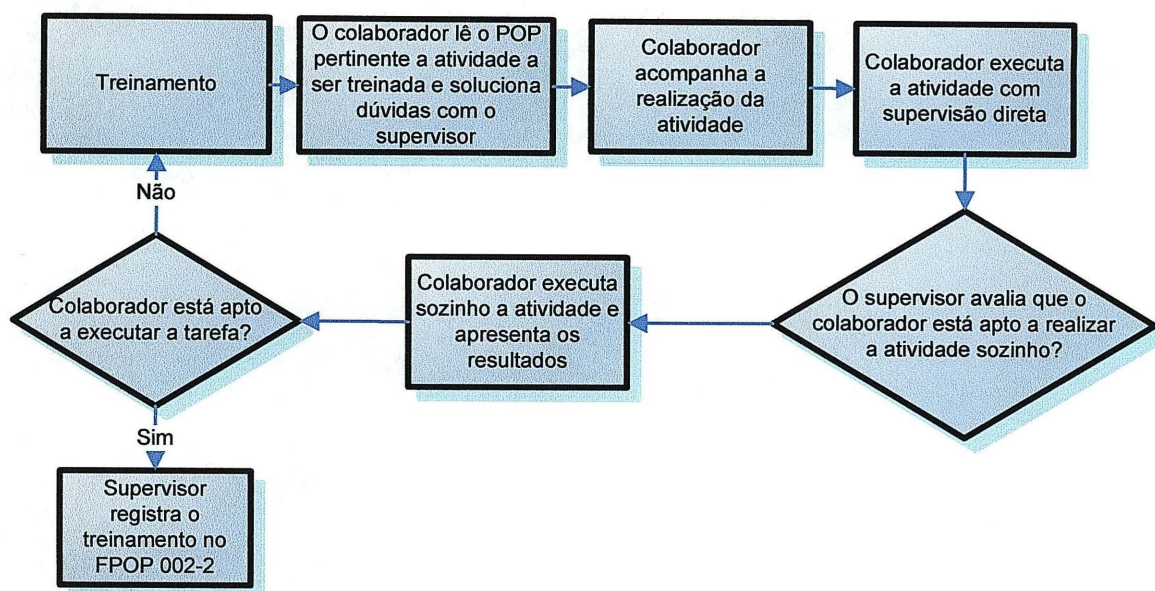 Treinamento
O colaborador lê o POP
pertinente a atividade a
ser treinada e soluciona
dúvidas com o
supervisor
Colaborador
acompanha a
realização da
atividade
Colaborador executa
a atividade com
supervisão direta
O supervisor avalia que o
colaborador está apto a realizar
a atividade sozinho?
Colaborador executa
sozinho a atividade e
apresenta os
resultados
Colaborador está apto
a executar a tarefa?
Não
Sim
Supervisor
registra o
treinamento no
FPOP 002-2